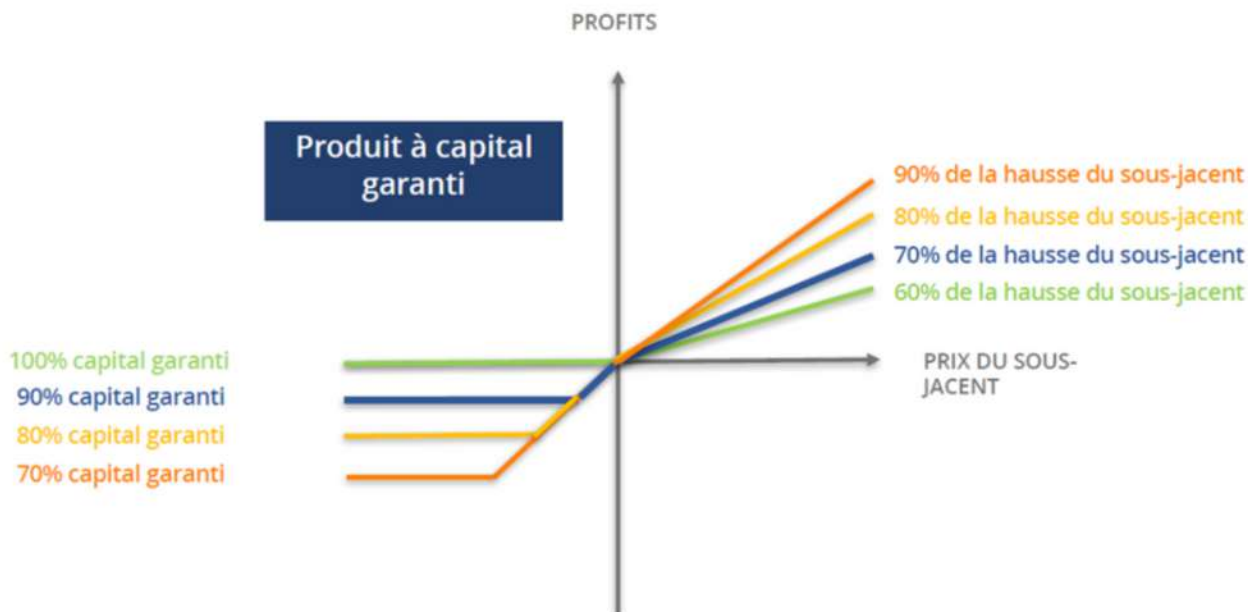 PROFITS
Produit à capital
garanti
90% de la hausse du sous-jacent
80% de la hausse du sous-jacent
70% de la hausse du sous-jacent
60% de la hausse du sous-jacent
100% capital garanti
90% capital garanti
80% capital garanti
70% capital garanti
PRIX DU SOUS-
JACENT